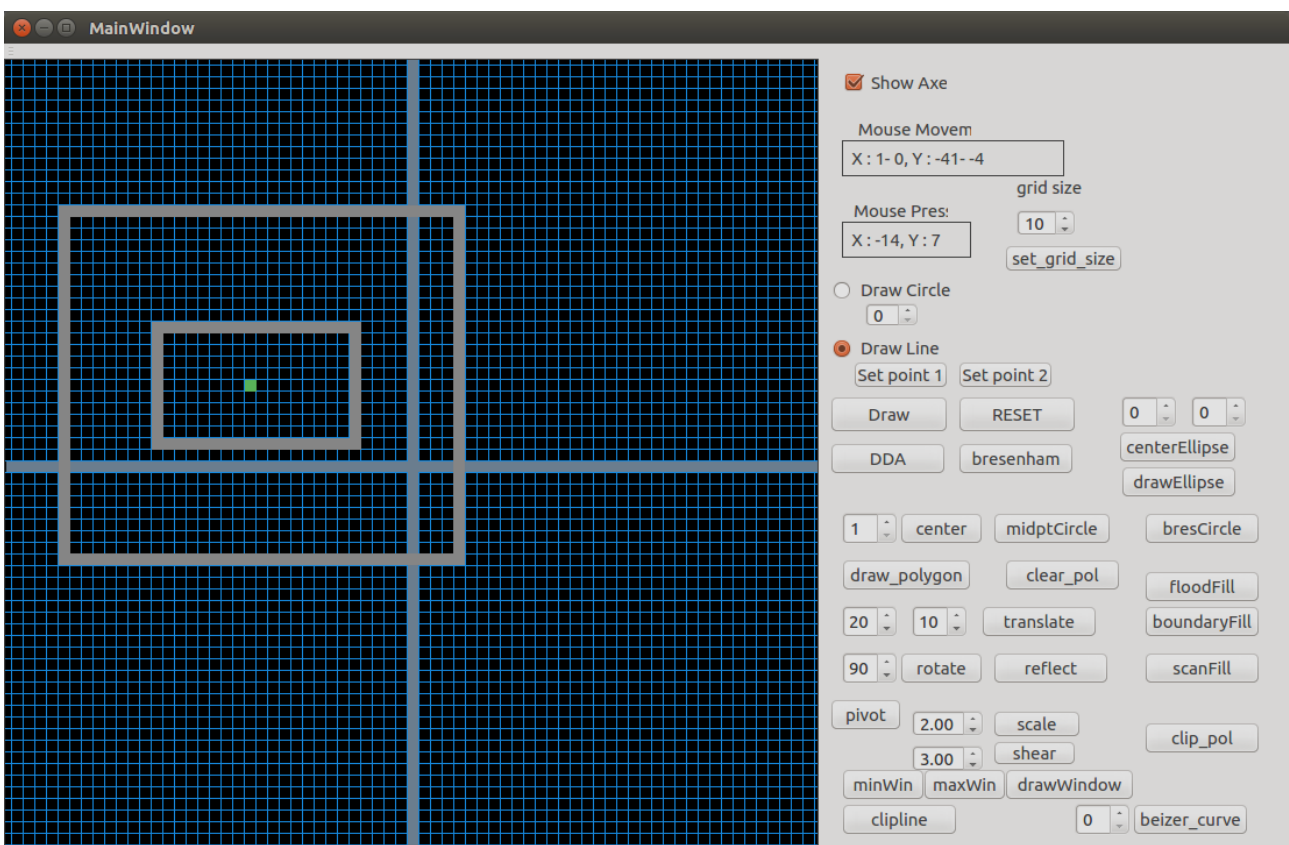 MainWindow
Show Axe
Mouse Movem
X : 1- 0, Y : -41- -4
grid size
Mouse Pres:
10
X : -14, Y : 7
set_grid_size
Draw Circle
0
Draw Line
Set point 1 Set point 2
Draw RESET 0 0
centerEllipse
DDA bresenham
drawEllipse
1 center midptCircle bresCircle
draw_polygon clear_pol
floodFill
20 10 translate boundaryFill
90 rotate reflect scanFill
pivot
2.00 scale
clip_pol
3.00 shear
minWin maxWin drawWindow
clipline 0 beizer_curve